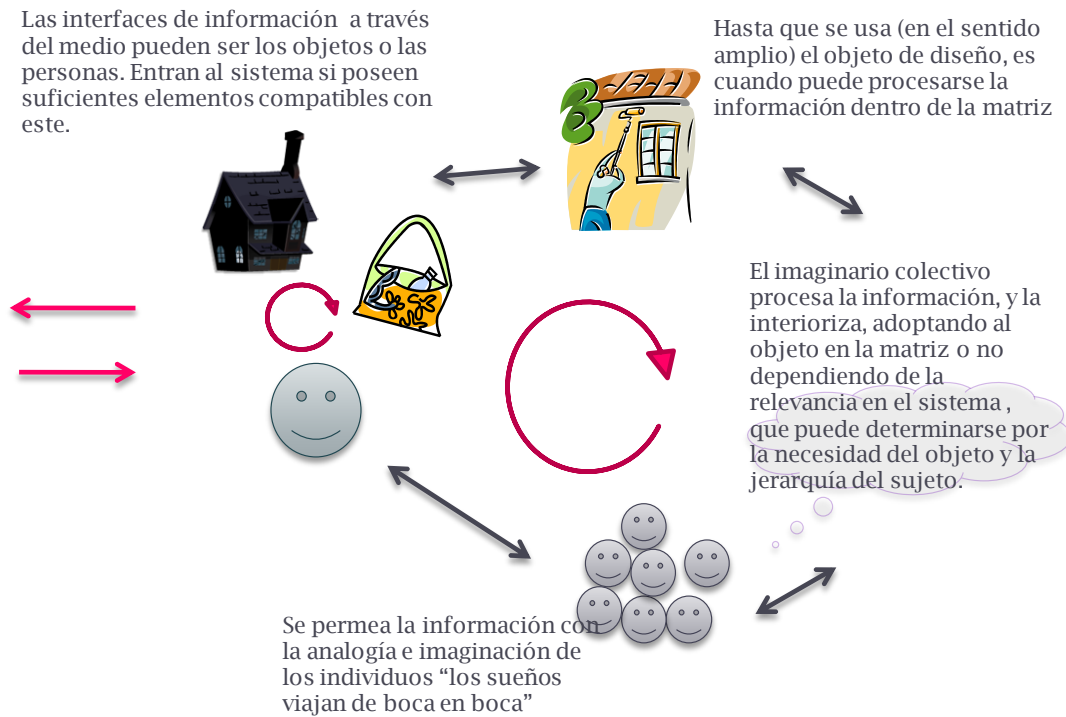 Las interfaces de información a través
del medio pueden ser los objetos o las
personas. Entran al sistema si poseen
suficientes elementos compatibles con
este.
Hasta que se usa (en el sentido
amplio) el objeto de diseño, es
cuando puede procesarse la
información dentro de la matriz
El imaginario colectivo
procesa la información, y la
interioriza, adoptando al
objeto en la matriz o no
dependiendo de la
relevancia en el sistema ,
que puede determinarse por
la necesidad del objeto y la
jerarquía del sujeto.
Se permea la información con
la analogía e imaginación de
los individuos “los sueños
viajan de boca en boca”